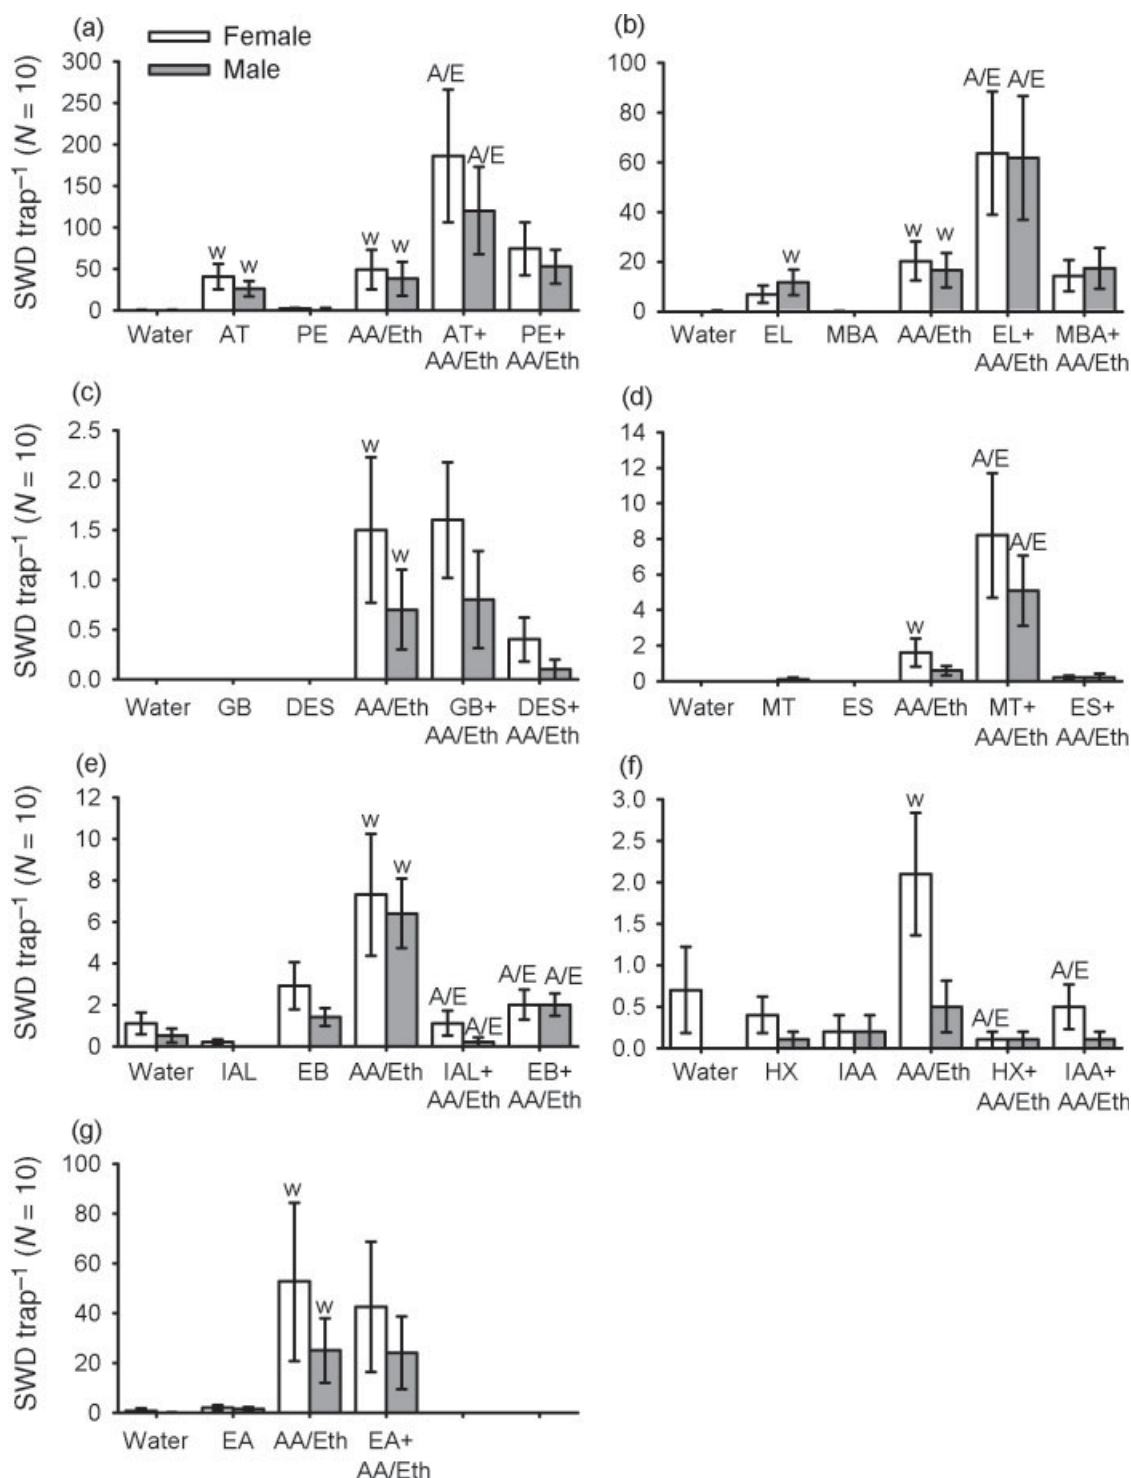 (a)
Female
Male
300
250
200
150
100
50
0
SWD trap⁻¹ (N = 10)
w
w
w
w
A/E
A/E
Water AT PE AA/Eth AT+ PE+
AA/Eth AA/Eth
(b)
100
80
60
40
20
0
w
w
w
A/E
A/E
Water EL MBA AA/Eth EL+ MBA+
AA/Eth AA/Eth
(c)
2.5
2.0
1.5
1.0
0.5
0.0
SWD trap⁻¹ (N = 10)
w
w
Water GB DES AA/Eth GB+ DES+
AA/Eth AA/Eth
(d)
14
12
10
8
6
4
2
0
w
A/E
A/E
Water MT ES AA/Eth MT+ ES+
AA/Eth AA/Eth
(e)
12
10
8
6
4
2
0
SWD trap⁻¹ (N = 10)
w
w
A/E
A/E
A/E
A/E
Water IAL EB AA/Eth IAL+ EB+
AA/Eth AA/Eth
(f)
3.0
2.5
2.0
1.5
1.0
0.5
0.0
w
A/E
A/E
Water HX IAA AA/Eth HX+ IAA+
AA/Eth AA/Eth
(g)
100
80
60
40
20
0
SWD trap⁻¹ (N = 10)
w
w
Water EA AA/Eth EA+
AA/Eth